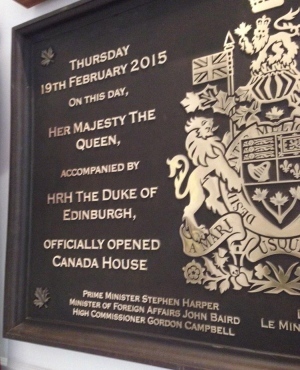 THURSDAY
19TH FEBRUARY 2015
ON THIS DAY,
HER MAJESTY THE
QUEEN,
ACCOMPANIED BY
HRH THE DUKE OF
EDINBURGH,
OFFICIALLY OPENED
CANADA HOUSE
PRIME MINISTER STEPHEN HARPER
MINISTER OF FOREIGN AFFAIRS JOHN BAIRD
HIGH COMMISSIONER GORDON CAMPBELL
LE MIN
A MARI